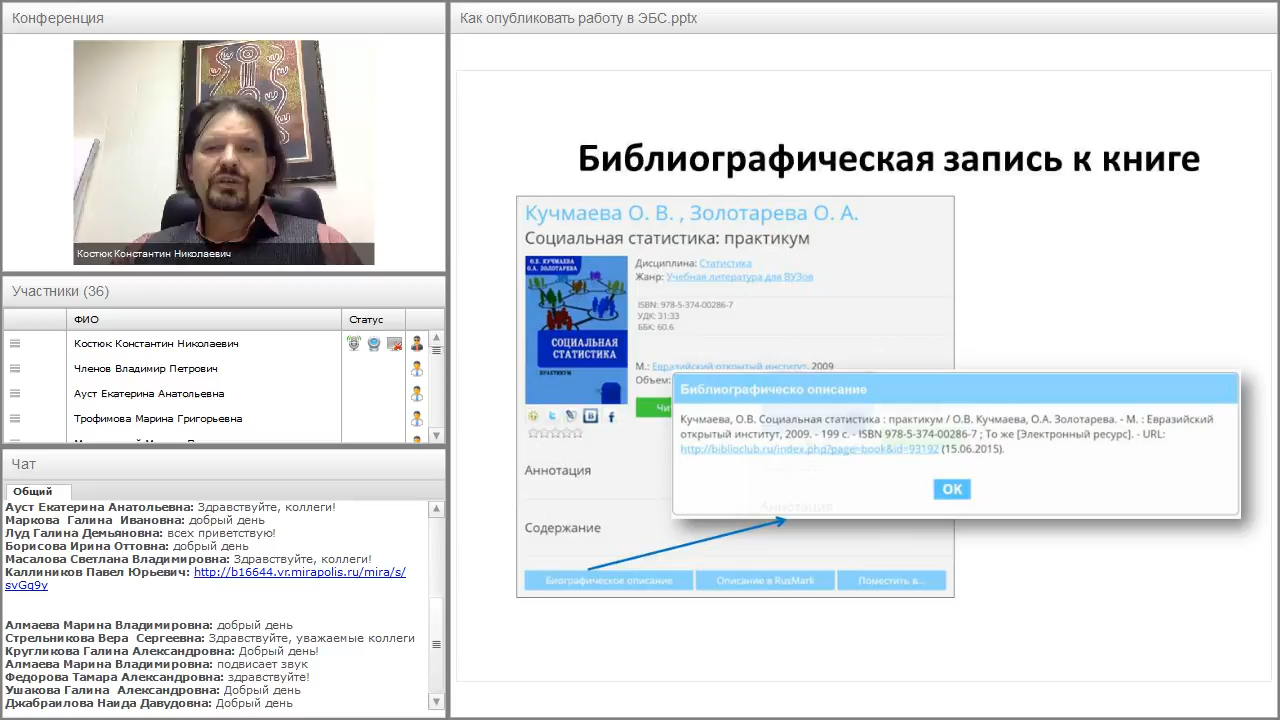 Конференция
Костюк Константин Николаевич
Участники (36)
ФИО
Статус
Костюк Константин Николаевич
Членов Владимир Петрович
Ауст Екатерина Анатольевна
Трофимова Марина Григорьевна
Чат
Общий
Ауст Екатерина Анатольевна: Здравствуйте, коллеги!
Маркова Галина Ивановна: добрый день
Луд Галина Демьяновна: всех приветствую!
Борисова Ирина Оттовна: добрый день
Масалова Светлана Владимировна: Здравствуйте, коллеги!
Каллиников Павел Юрьевич: http://b16644.vr.mirapolis.ru/mira/s/
svGq9y
Алмаева Марина Владимировна: добрый день
Стрельникова Вера Сергеевна: Здравствуйте, уважаемые коллеги
Кругликова Галина Александровна: Добрый день!
Алмаева Марина Владимировна: подвисает звук
Федорова Тамара Александровна: здравствуйте!
Ушакова Галина Александровна: Добрый день
Джабраилова Наида Давудовна: Добрый день
Как опубликовать работу в ЭБС.pptx
Библиографическая запись к книге
Кучмаева О. В. , Золотарева О. А.
Социальная статистика: практикум
О.В. КУЧМАЕВА
О.А. ЗОЛОТАРЕВА
СОЦИАЛЬНАЯ
СТАТИСТИКА
ПРАКТИКУМ
Дисциплина: Статистика
Жанр: Учебная литература для ВУЗов
ISBN: 978-5-374-00286-7
УДК: 31:33
ББК: 60.6
М.: Евразийский открытый институт, 2009
Объем:
Чи
Аннотация
Содержание
Биографическое описание
Описание в RusMark
Поместить в...
Библиографическо описание
Кучмаева, О.В. Социальная статистика : практикум / О.В. Кучмаева, О.А. Золотарева. - М. : Евразийский
открытый институт, 2009. - 199 с. - ISBN 978-5-374-00286-7 ; То же [Электронный ресурс]. - URL:
http://biblioclub.ru/index.php?page=book&id=93192 (15.06.2015).
OK
Аннотация